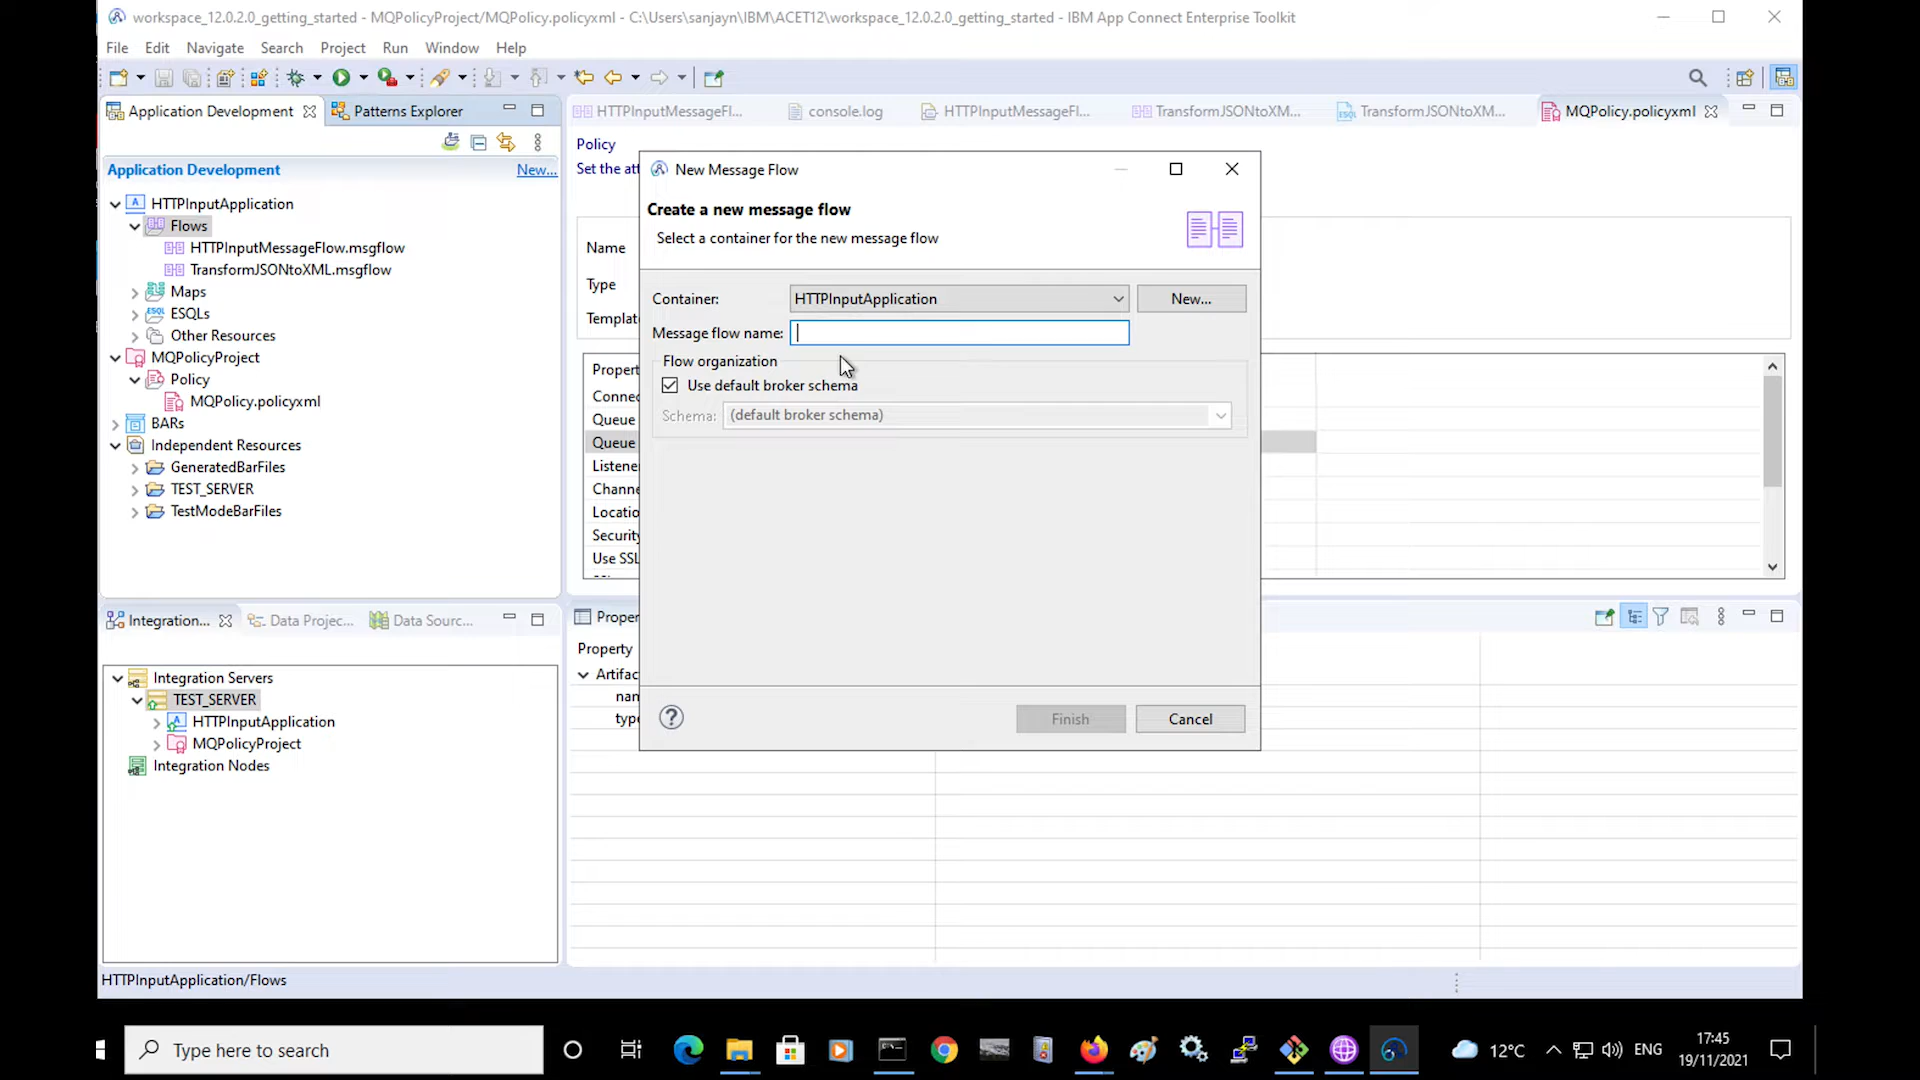 workspace_12.0.2.0_getting_started - MQPolicyProject/MQPolicy.policyxml - C:\Users\sanjayn\IBM\ACET12\workspace_12.0.2.0_getting_started - IBM App Connect Enterprise Toolkit
File Edit Navigate Search Project Run Window Help
Application Development Patterns Explorer
HTTPInputMessageFl... console.log HTTPInputMessageFl... TransformJSONtoXM... TransformJSONtoXM... MQPolicy.policyxml
Application Development New...
HTTPInputApplication
Flows
HTTPInputMessageFlow.msgflow
TransformJSONtoXML.msgflow
Maps
ESQL ESQLs
Other Resources
MQPolicyProject
Policy
MQPolicy.policyxml
BARs
Independent Resources
GeneratedBarFiles
TEST_SERVER
TestModeBarFiles
Policy
Set the att
Name
Type
Templat
Propert
Connec
Queue
Queue
Listene
Channe
Locatio
Security
Use SSL
New Message Flow
Create a new message flow
Select a container for the new message flow
Container: HTTPInputApplication New...
Message flow name:
Flow organization
Use default broker schema
Schema: (default broker schema)
Finish Cancel
Integration... Data Projec... Data Sourc...
Integration Servers
TEST_SERVER
HTTPInputApplication
MQPolicyProject
Integration Nodes
Proper
Property
Artifac
nan
type
HTTPInputApplication/Flows
Type here to search
12°C
ENG
17:45
19/11/2021